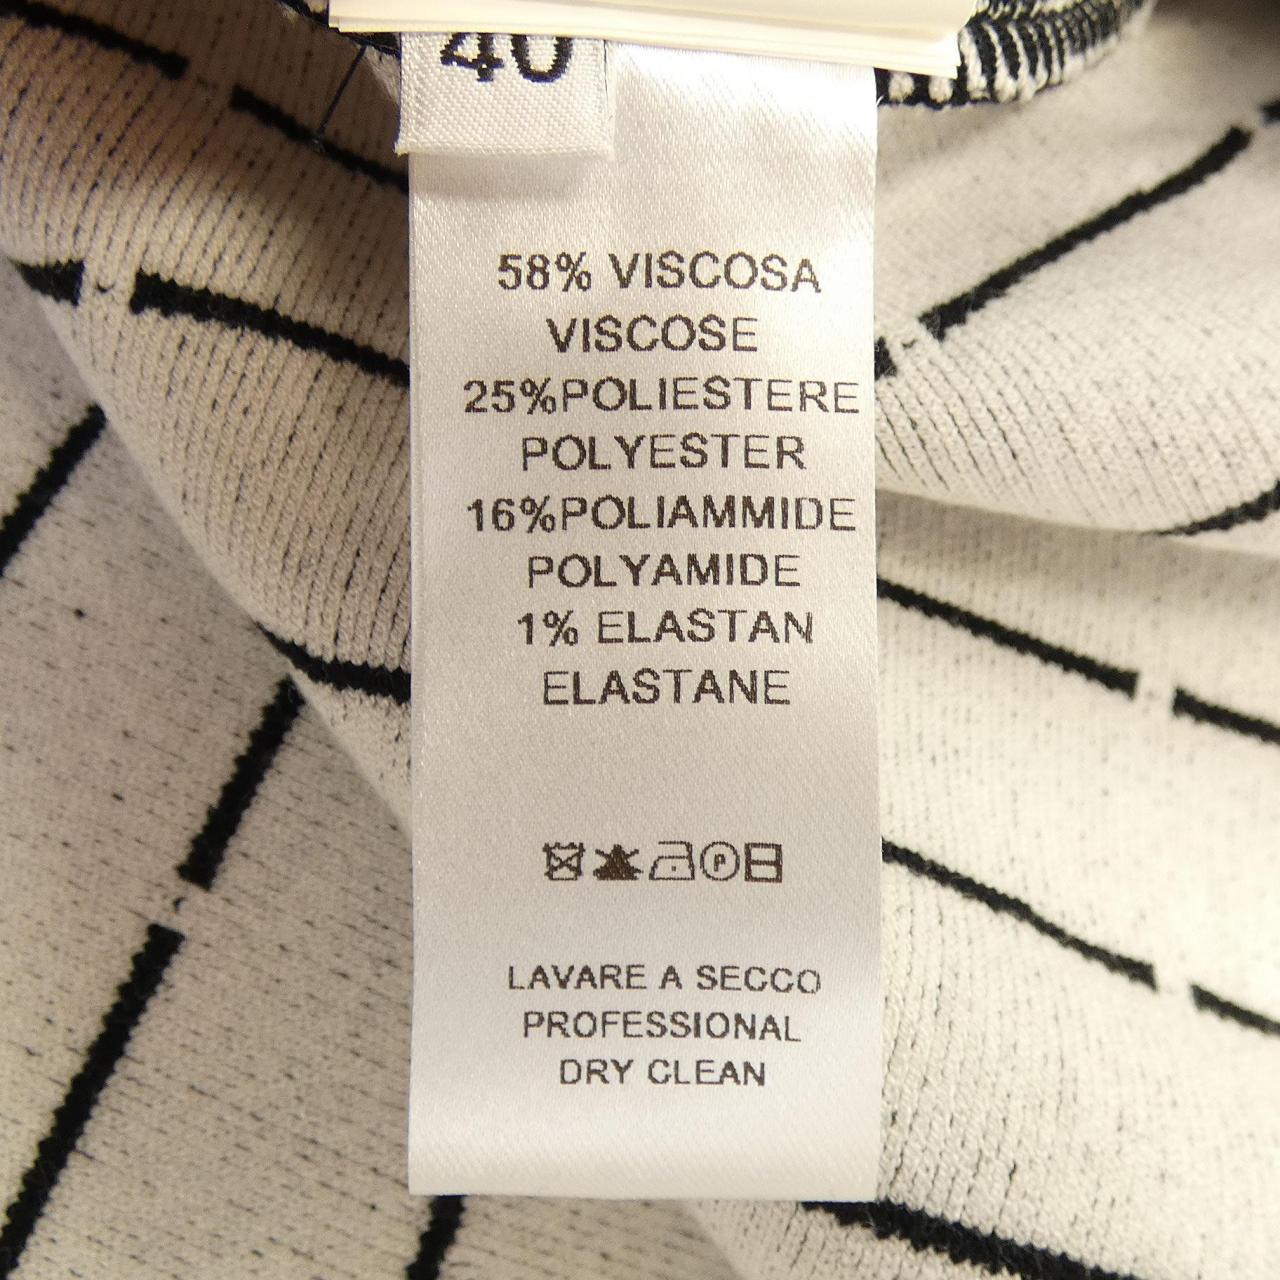 40
58% VISCOSA
VISCOSE
25%POLIESTERE
POLYESTER
16%POLIAMMIDE
POLYAMIDE
1% ELASTAN
ELASTANE
P
LAVARE A SECCO
PROFESSIONAL
DRY CLEAN